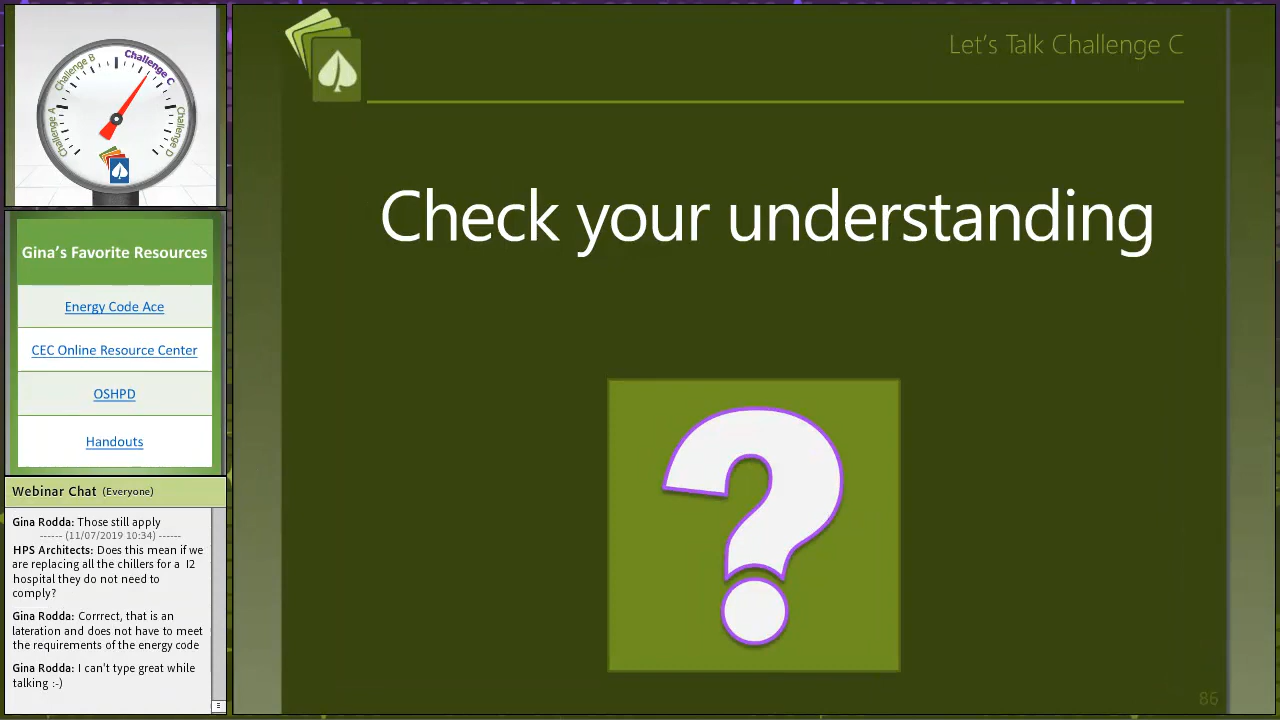 Challenge A
Challenge B
Challenge C
Challenge D
Gina's Favorite Resources
Energy Code Ace
CEC Online Resource Center
OSHPD
Handouts
Webinar Chat (Everyone)
Gina Rodda: Those still apply
------ (11/07/2019 10:34) ------
HPS Architects: Does this mean if we
are replacing all the chillers for a I2
hospital they do not need to
comply?
Gina Rodda: Corrrect, that is an
lateration and does not have to meet
the requirements of the energy code
Gina Rodda: I can't type great while
talking :-)
Let's Talk Challenge C
Check your understanding
?
86